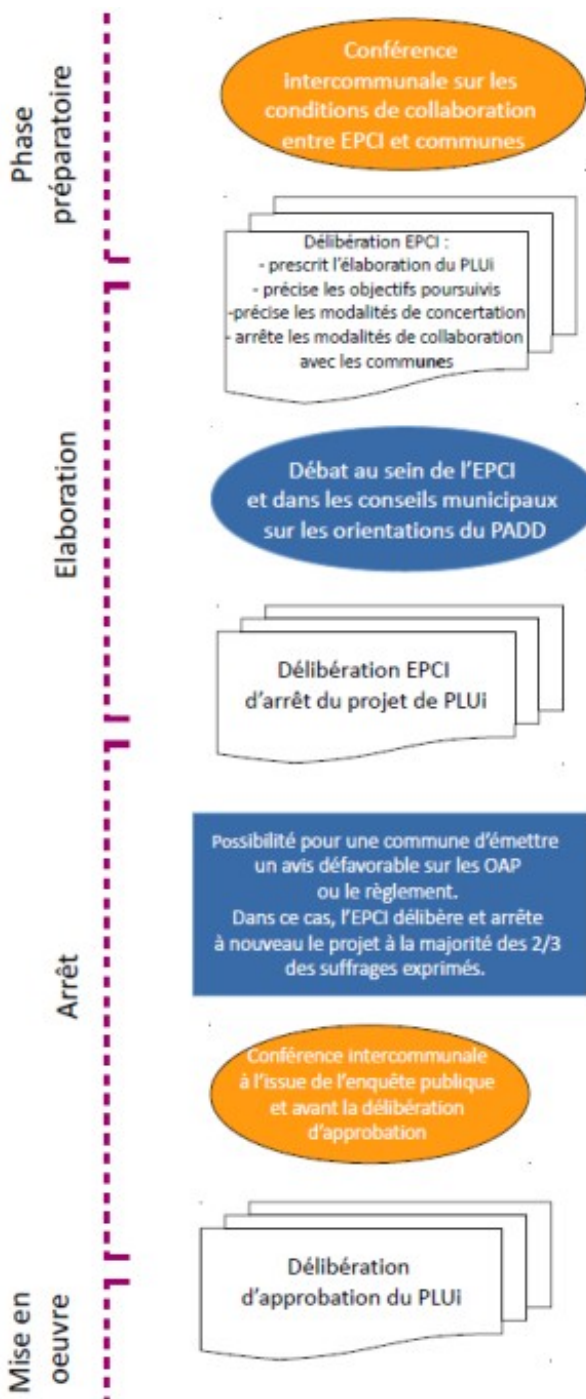 Phase
préparatoire
Conférence
intercommunale sur les
conditions de collaboration
entre EPCI et communes
Délibération EPCI :
- prescrit l'élaboration du PLUi
- précise les objectifs poursuivis
-précise les modalités de concertation
- arrête les modalités de collaboration
avec les communes
Elaboration
Débat au sein de l'EPCI
et dans les conseils municipaux
sur les orientations du PADD
Délibération EPCI
d'arrêt du projet de PLUi
Arrêt
Possibilité pour une commune d'émettre
un avis défavorable sur les OAP
ou le règlement.
Dans ce cas, l'EPCI délibère et arrête
à nouveau le projet à la majorité des 2/3
des suffrages exprimés.
Conférence intercommunale
à l'issue de l'enquête publique
et avant la délibération
d'approbation
Délibération
d'approbation du PLUi
Mise en
oeuvre